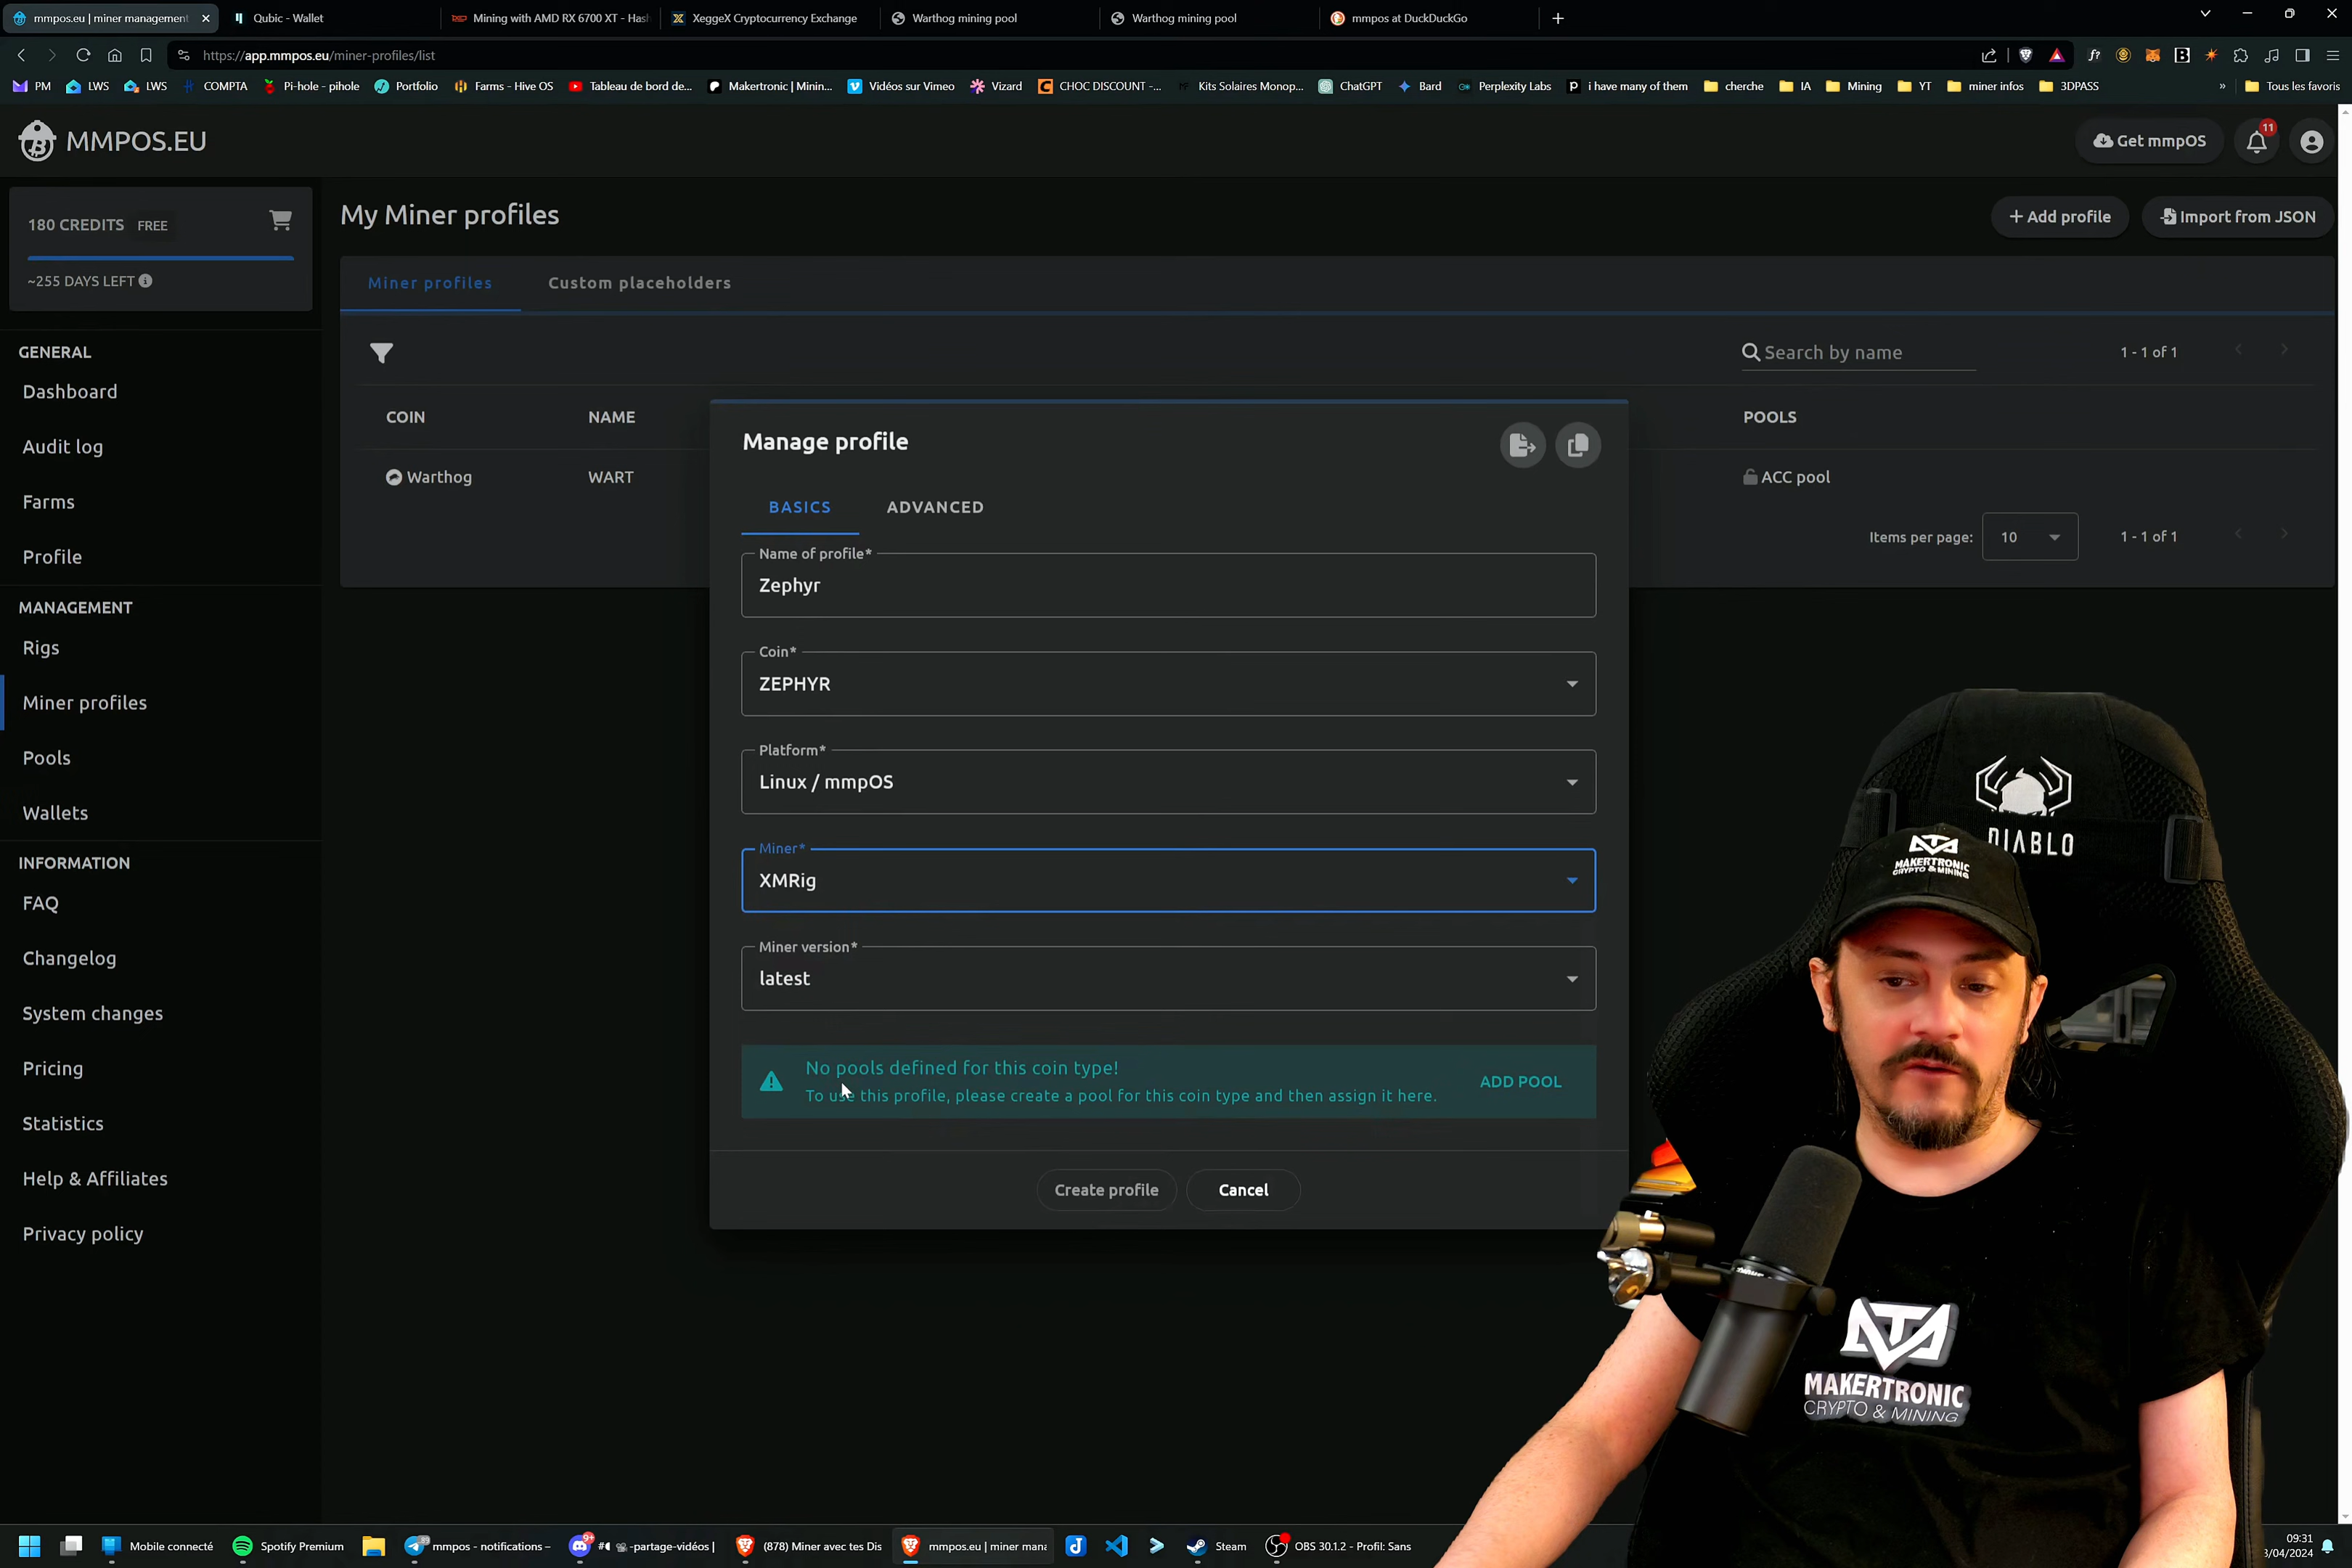 mmpos.eu | miner management
Qubic - Wallet
Mining with AMD RX 6700 XT - Hash
XeggeX Cryptocurrency Exchange
Warthog mining pool
Warthog mining pool
mmpos at DuckDuckGo
https://app.mmpos.eu/miner-profiles/list
PM
LWS
LWS
COMPTA
Pi-hole - pihole
Portfolio
Farms - Hive OS
Tableau de bord de...
Makertronic | Minin...
Vidéos sur Vimeo
Vizard
CHOC DISCOUNT -...
Kits Solaires Monop...
ChatGPT
Bard
Perplexity Labs
i have many of them
cherche
IA
Mining
YT
miner infos
3DPASS
»
Tous les favoris
MMPOS.EU
Get mmpOS
11
180 CREDITS FREE
~255 DAYS LEFT
My Miner profiles
+ Add profile
Import from JSON
Miner profiles
Custom placeholders
Search by name
1 - 1 of 1
COIN
NAME
POOLS
Warthog
WART
ACC pool
Items per page:
10
1 - 1 of 1
GENERAL
Dashboard
Audit log
Farms
Profile
MANAGEMENT
Rigs
Miner profiles
Pools
Wallets
INFORMATION
FAQ
Changelog
System changes
Pricing
Statistics
Help & Affiliates
Privacy policy
Manage profile
BASICS
ADVANCED
Name of profile*
Zephyr
Coin*
ZEPHYR
Platform*
Linux / mmpOS
Miner*
XMRig
Miner version*
latest
No pools defined for this coin type!
To use this profile, please create a pool for this coin type and then assign it here.
ADD POOL
Create profile
Cancel
DIABLO
MAKERTRONIC
CRYPTO & MINING
MAKERTRONIC
CRYPTO & MINING
Mobile connecté
Spotify Premium
mmpos - notifications –
-partage-vidéos |
(878) Miner avec tes Dis
mmpos.eu | miner mana
Steam
OBS 30.1.2 - Profil: Sans
09:31
3/04/2024